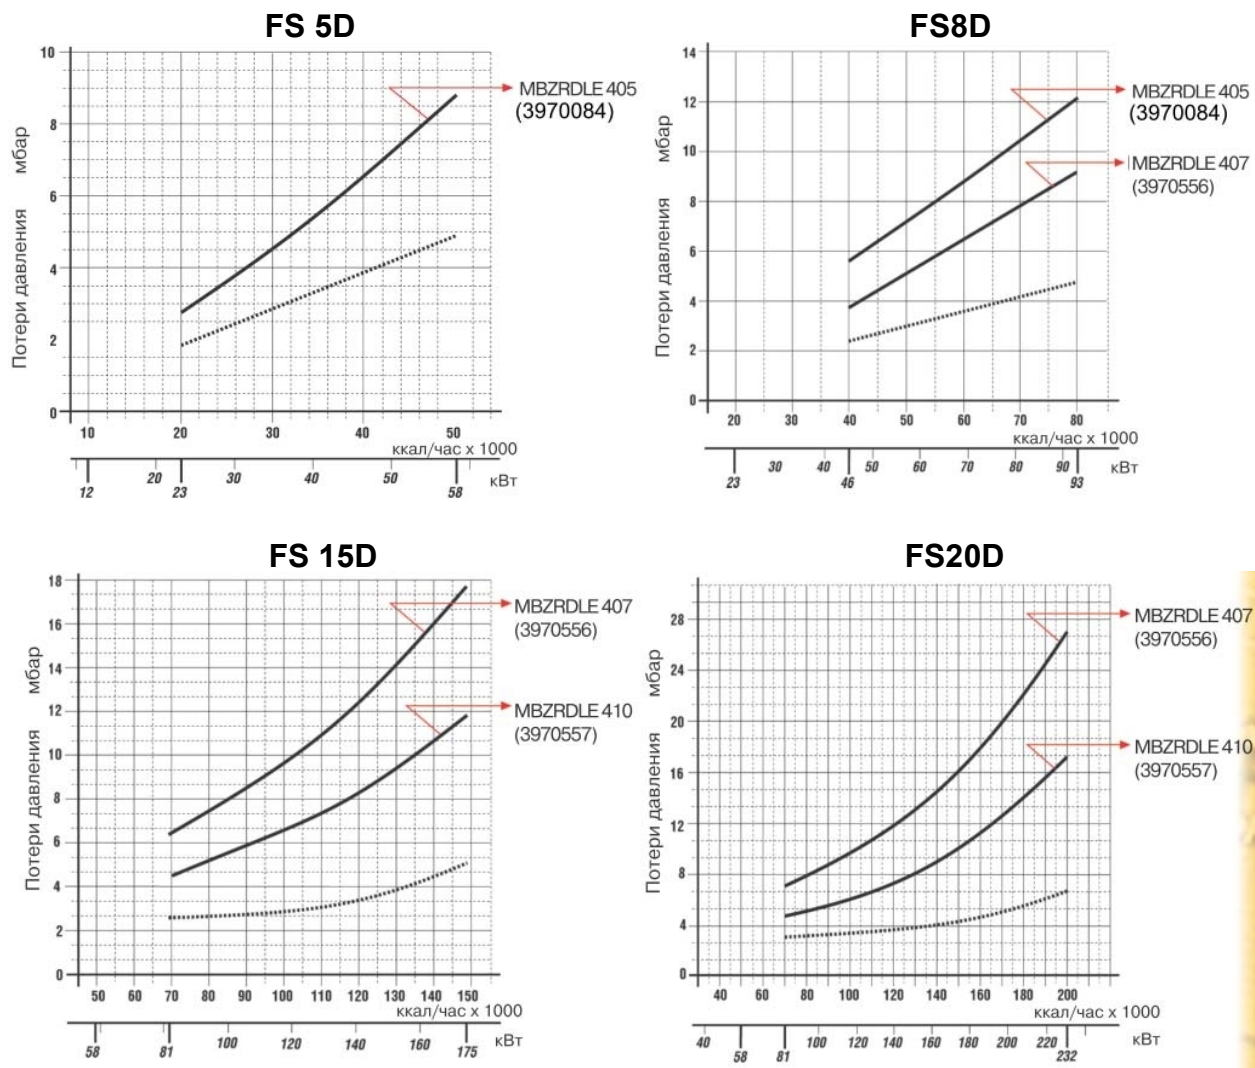 FS 5D
10
8
6
4
2
0
Потери давления мбар
MBZRDLE 405
(3970084)
10 20 30 40 50
ккал/час x 1000
20 30 40 50 кВт
12 23 58
FS8D
14
12
10
8
6
4
2
0
Потери давления мбар
MBZRDLE 405
(3970084)
MBZRDLE 407
(3970556)
20 30 40 50 60 70 80
ккал/час x 1000
30 40 50 60 70 80 90 кВт
23 46 93
FS 15D
18
16
14
12
10
8
6
4
2
0
Потери давления мбар
MBZRDLE 407
(3970556)
MBZRDLE 410
(3970557)
50 60 70 80 90 100 110 120 130 140 150
ккал/час x 1000
100 120 140 160 кВт
58 81 175
FS20D
28
24
20
16
12
8
4
0
Потери давления мбар
MBZRDLE 407
(3970556)
MBZRDLE 410
(3970557)
40 60 80 100 120 140 160 180 200
ккал/час x 1000
40 100 120 140 160 180 200 220 кВт
58 81 232